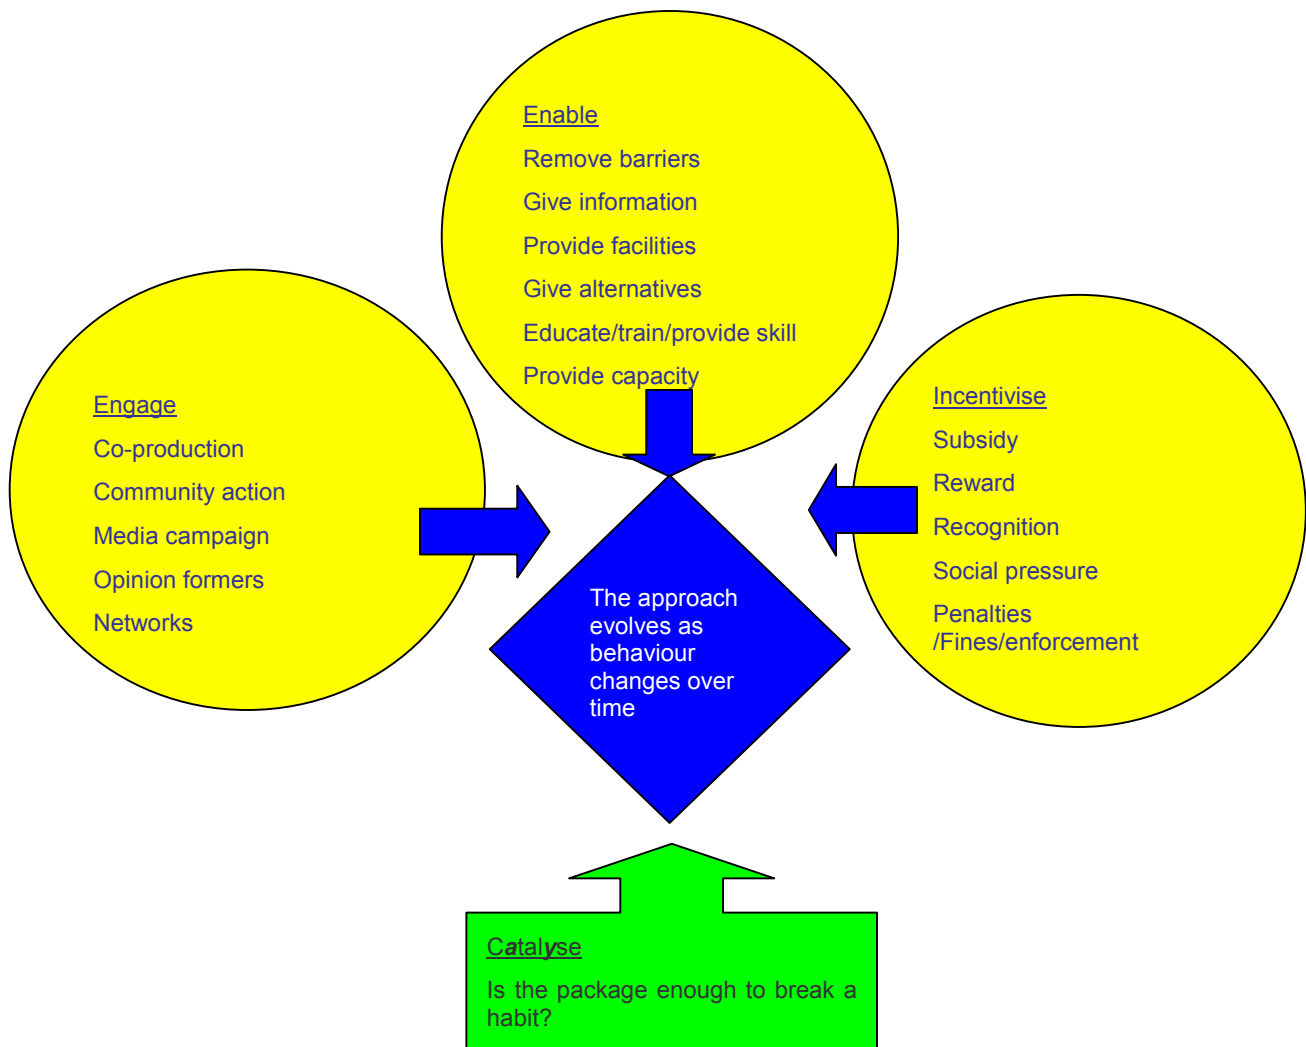 Enable
Remove barriers
Give information
Provide facilities
Give alternatives
Educate/train/provide skill
Provide capacity
Engage
Co-production
Community action
Media campaign
Opinion formers
Networks
Incentivise
Subsidy
Reward
Recognition
Social pressure
Penalties
/Fines/enforcement
The approach
evolves as
behaviour
changes over
time
Catalyse
Is the package enough to break a
habit?